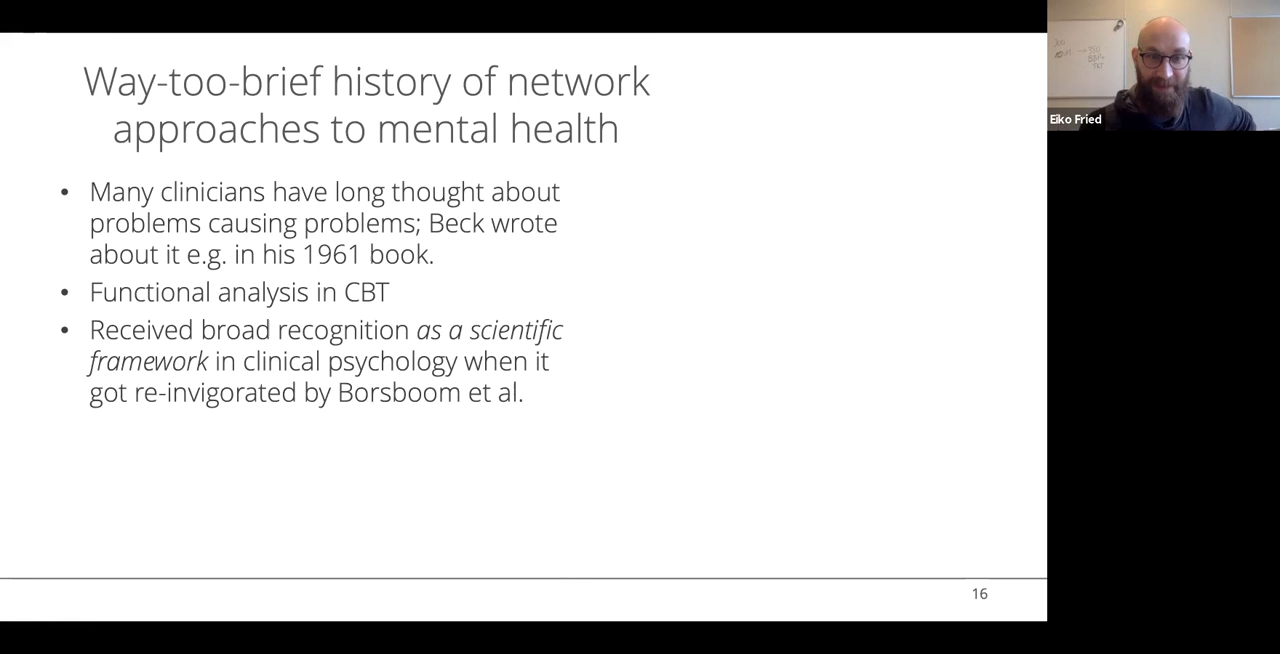 Way-too-brief history of network
approaches to mental health
• Many clinicians have long thought about
problems causing problems; Beck wrote
about it e.g. in his 1961 book.
• Functional analysis in CBT
• Received broad recognition as a scientific
framework in clinical psychology when it
got re-invigorated by Borsboom et al.
16
Eiko Fried